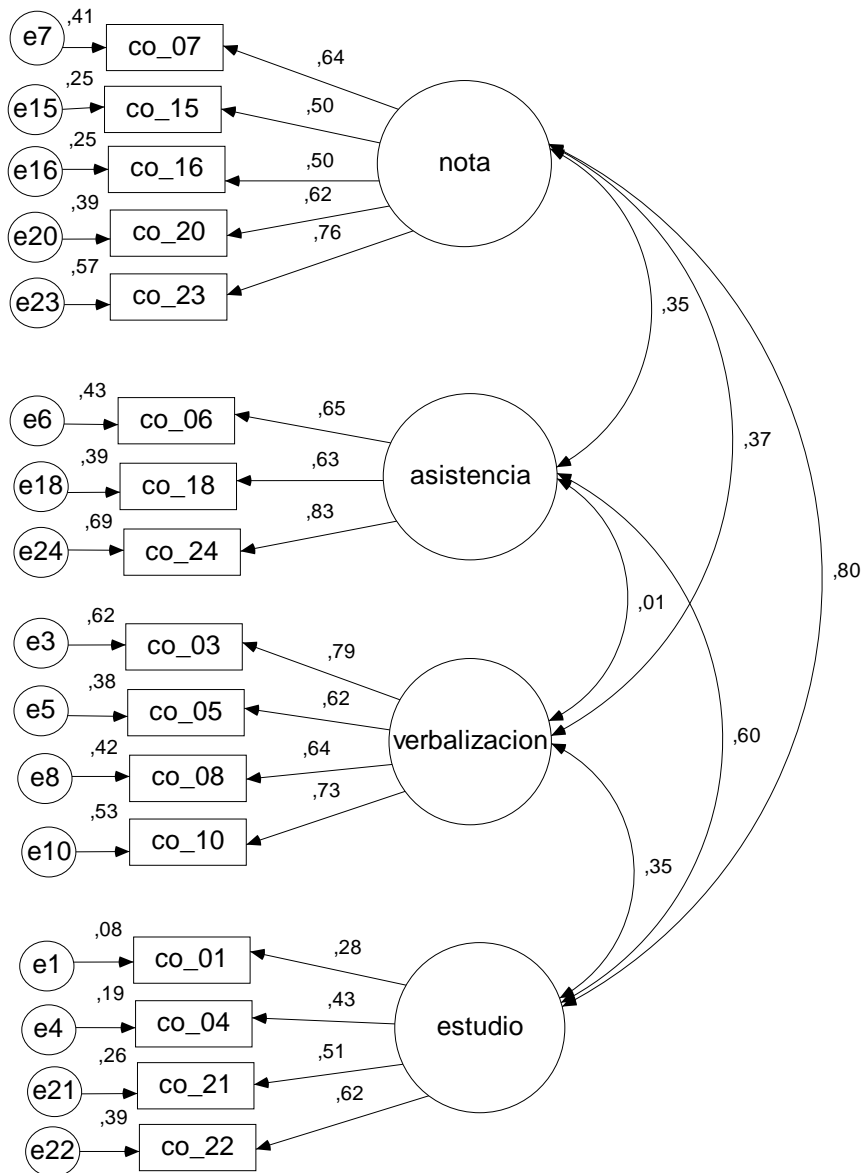 ,41
e7
co_07
,64
,25
e15
co_15
,50
,25
e16
co_16
,50
nota
,39
e20
co_20
,62
,57
e23
co_23
,76
,35
,43
e6
co_06
,65
,37
,39
e18
co_18
,63
asistencia
,69
e24
co_24
,83
,80
,01
,62
e3
co_03
,79
,38
e5
co_05
,62
verbalizacion
,60
,42
e8
co_08
,64
,53
e10
co_10
,73
,35
,08
e1
co_01
,28
,19
e4
co_04
,43
estudio
,26
e21
co_21
,51
,39
e22
co_22
,62